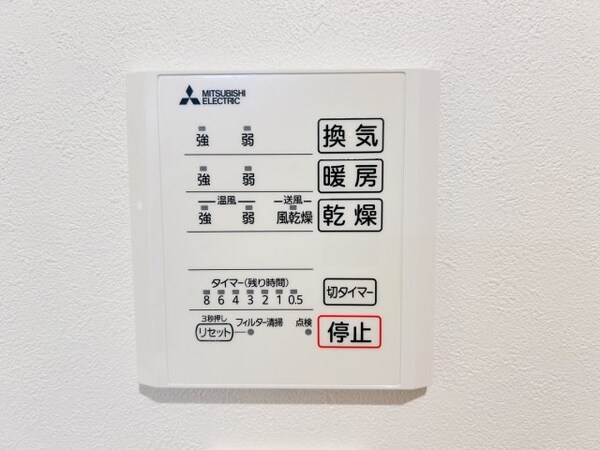 MITSUBISHI
ELECTRIC
強 弱 換気
強 弱 暖房
温風 送風
強 弱 風乾燥 乾燥
タイマー(残り時間)
8 6 4 3 2 1 0.5 切タイマー
3秒押し
リセット フィルター清掃 点検 停止